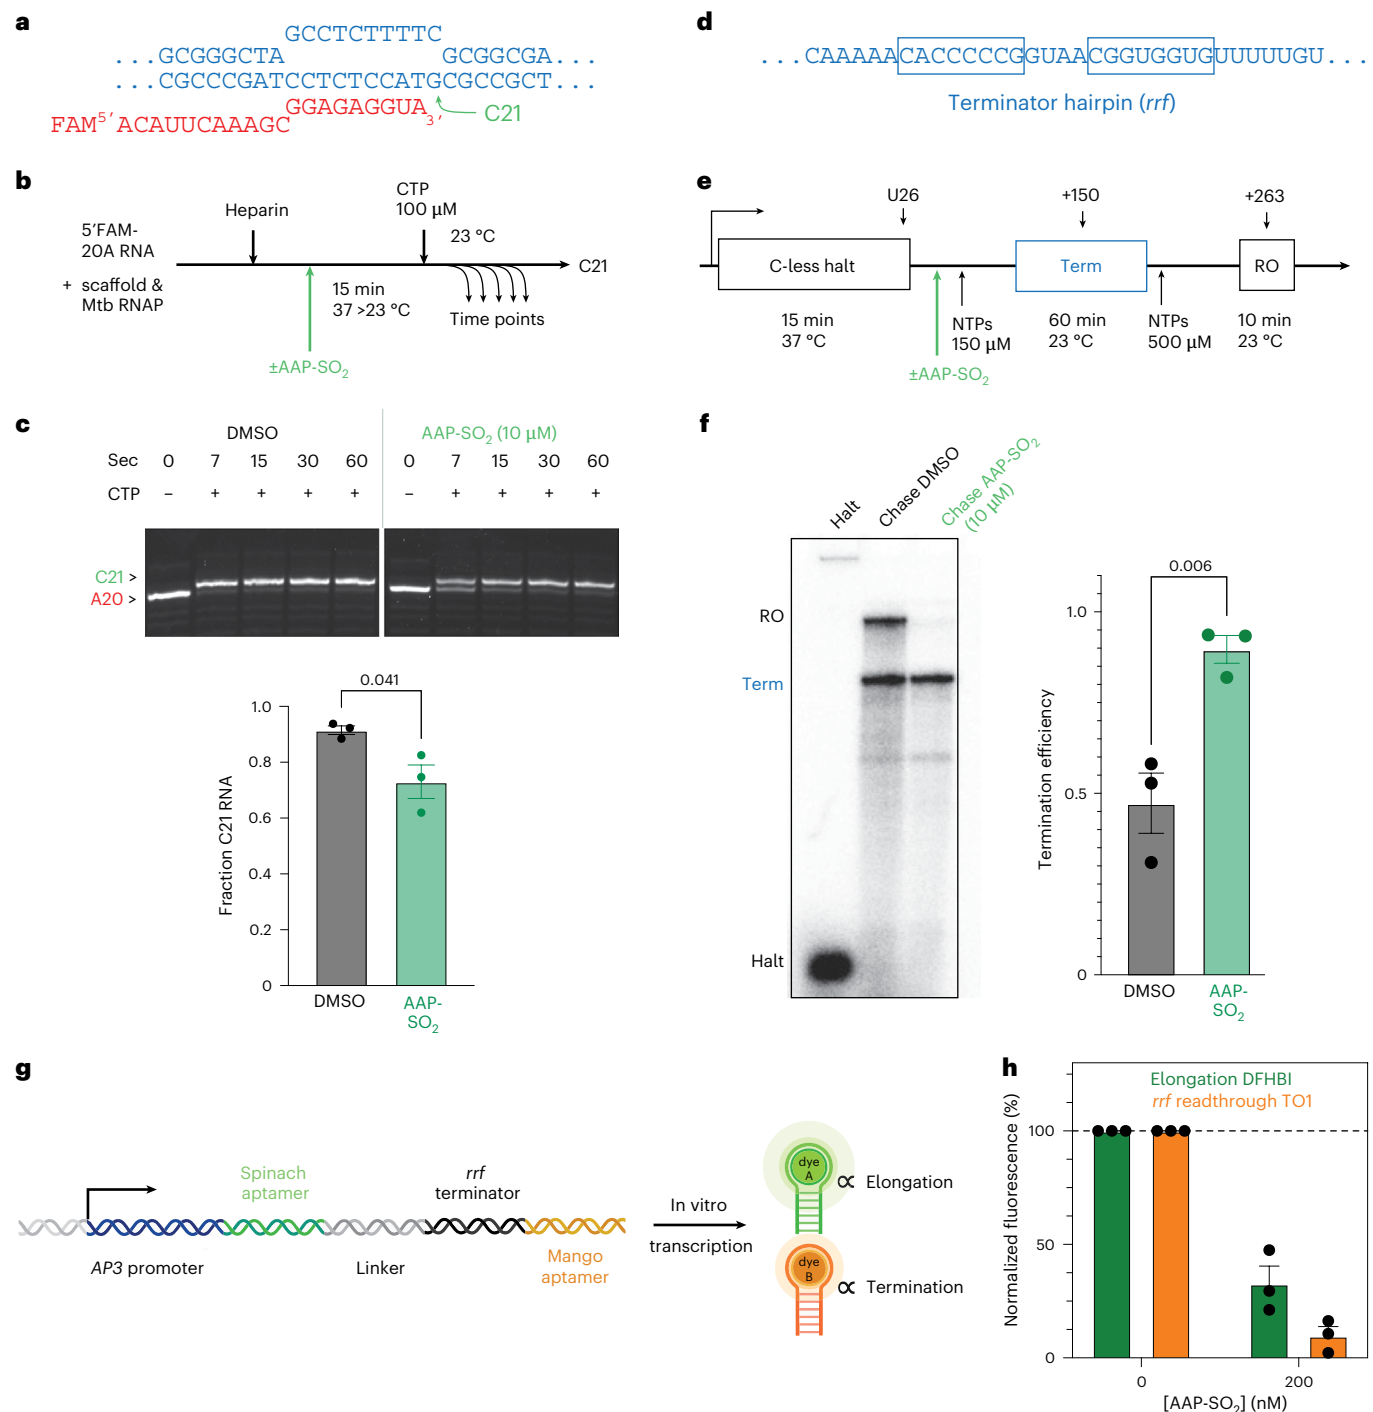 a
GCCTCTTTTC
...GCGGGCTA GCGGCGA...
...CGCCCGATCCTCTCCATGCGCCGCT...
GGAGAGGUA3′
FAM5′ACAUUCAAAGC
C21
b
Heparin
CTP
100 µM
23 °C
5′FAM-
20A RNA
+ scaffold &
Mtb RNAP
C21
15 min
37 >23 °C
Time points
±AAP-SO2
c
DMSO
AAP-SO2 (10 µM)
Sec 0 7 15 30 60 0 7 15 30 60
CTP – + + + + – + + + +
C21 >
A20 >
0.041
Fraction C21 RNA
1.0
0.8
0.6
0.4
0.2
0
DMSO
AAP-
SO2
d
...CAAAAACACCCCCGGUAACGGUGGUGUUUUUGU...
Terminator hairpin (rrf)
e
U26
+150
+263
C-less halt
Term
RO
15 min
37 °C
NTPs
150 µM
60 min
23 °C
NTPs
500 µM
10 min
23 °C
±AAP-SO2
f
Halt
Chase DMSO
Chase AAP-SO2
(10 µM)
RO
Term
Halt
0.006
Termination efficiency
1.0
0.5
0
DMSO
AAP-
SO2
g
Spinach
aptamer
rrf
terminator
AP3 promoter
Linker
Mango
aptamer
In vitro
transcription
dye
A
∝ Elongation
dye
B
∝ Termination
h
Elongation DFHBI
rrf readthrough TO1
Normalized fluorescence (%)
100
50
0
0 200
[AAP-SO2] (nM)